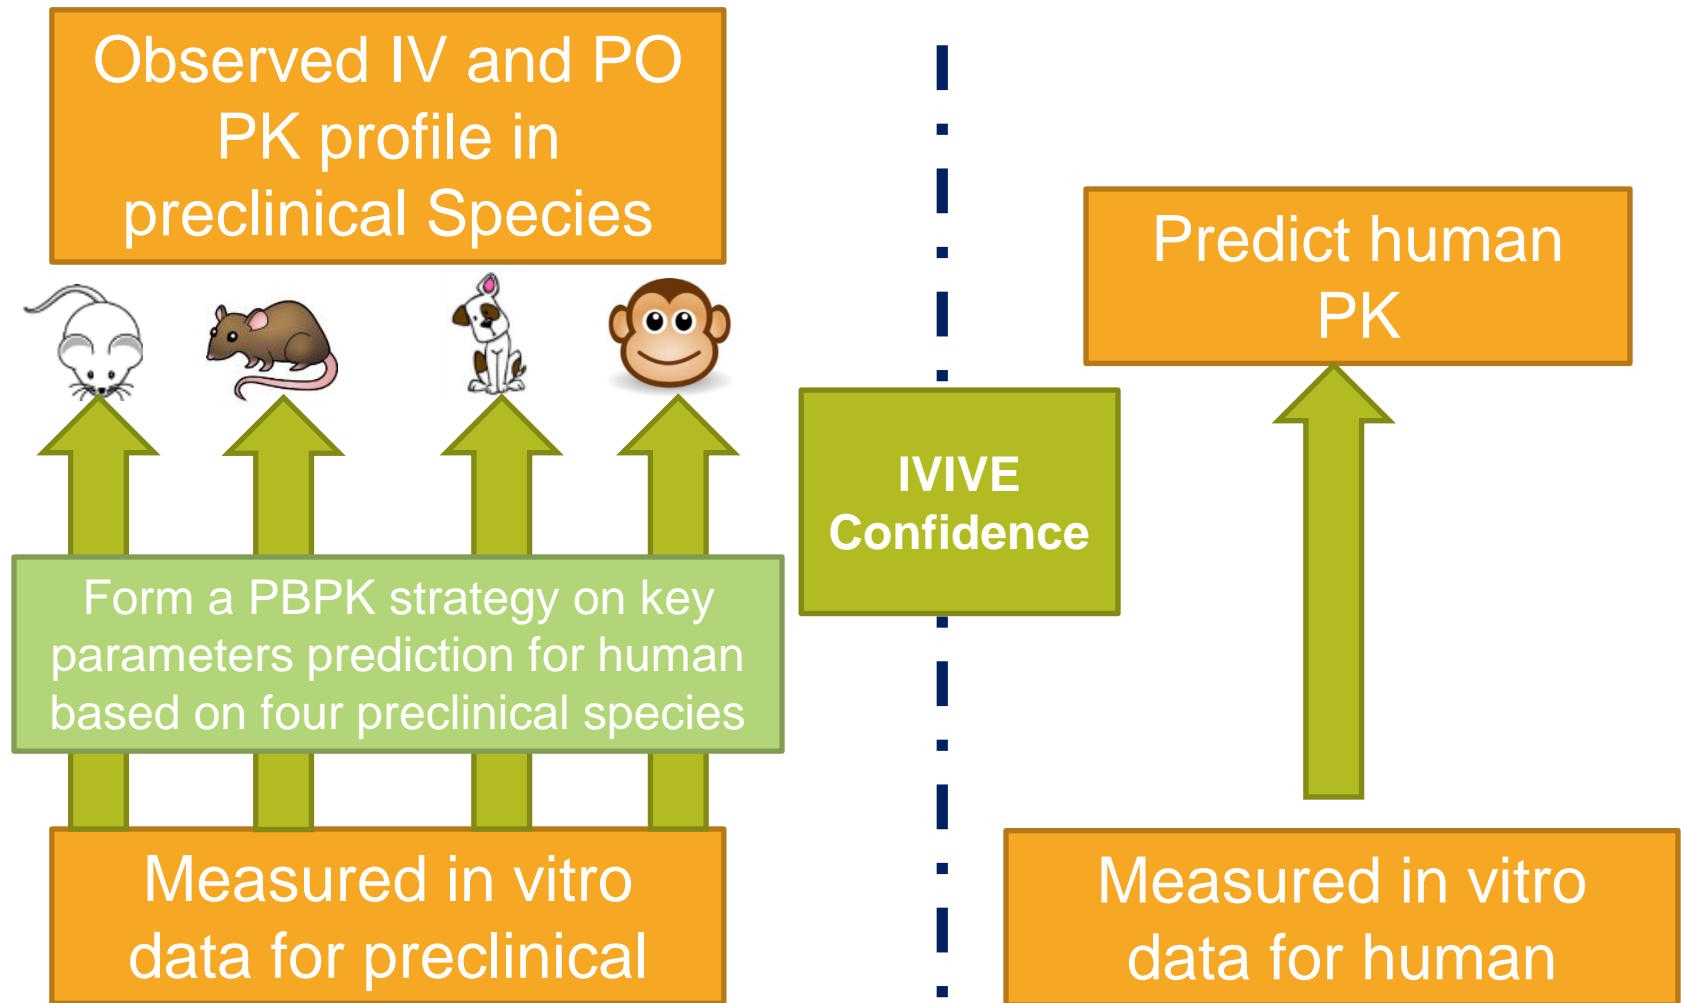 Observed IV and PO
PK profile in
preclinical Species
Predict human
PK
IVIVE
Confidence
Form a PBPK strategy on key
parameters prediction for human
based on four preclinical species
Measured in vitro
data for preclinical
Measured in vitro
data for human